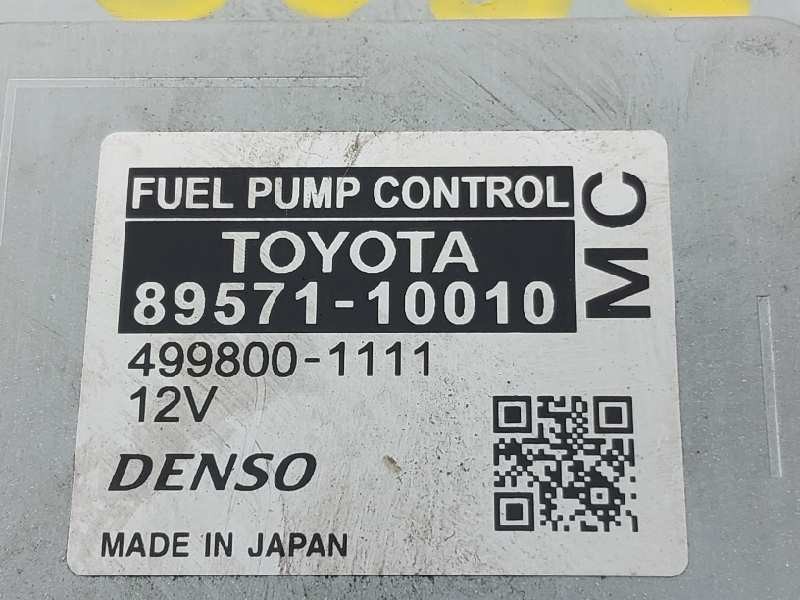 FUEL PUMP CONTROL
TOYOTA
89571-10010
MC
499800-1111
12V
DENSO
MADE IN JAPAN